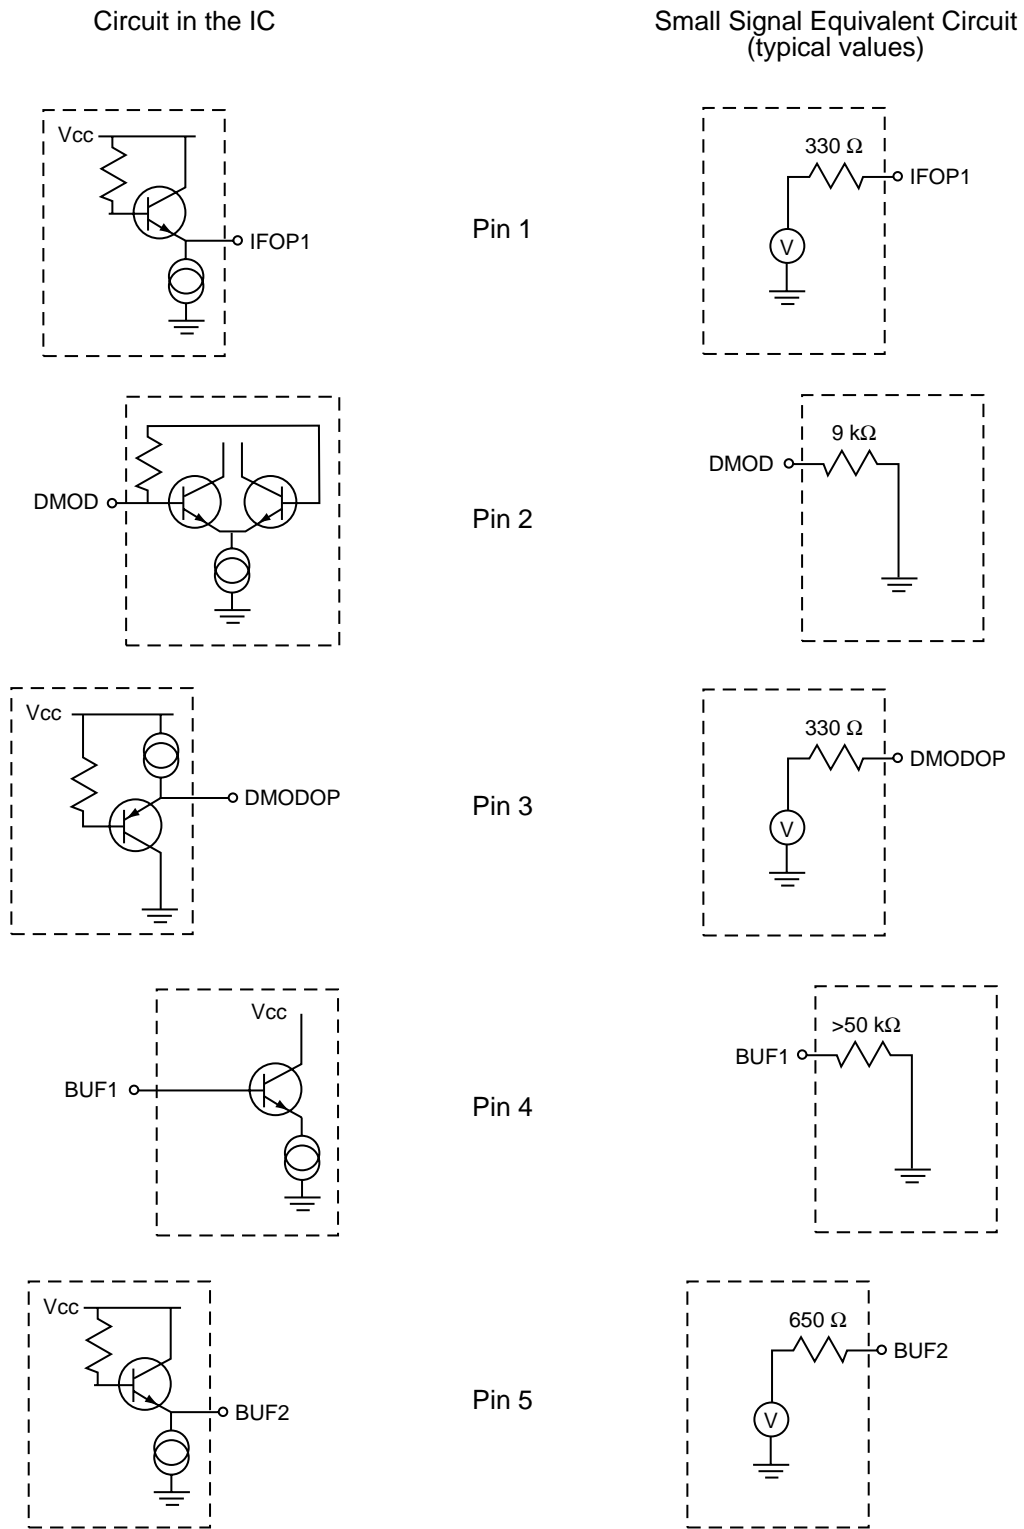 Circuit in the IC
Small Signal Equivalent Circuit
(typical values)
Vcc
IFOP1
Pin 1
330 Ω
IFOP1
V
DMOD
Pin 2
DMOD
9 kΩ
Vcc
DMODOP
Pin 3
330 Ω
DMODOP
V
Vcc
BUF1
Pin 4
>50 kΩ
BUF1
Vcc
BUF2
Pin 5
650 Ω
BUF2
V